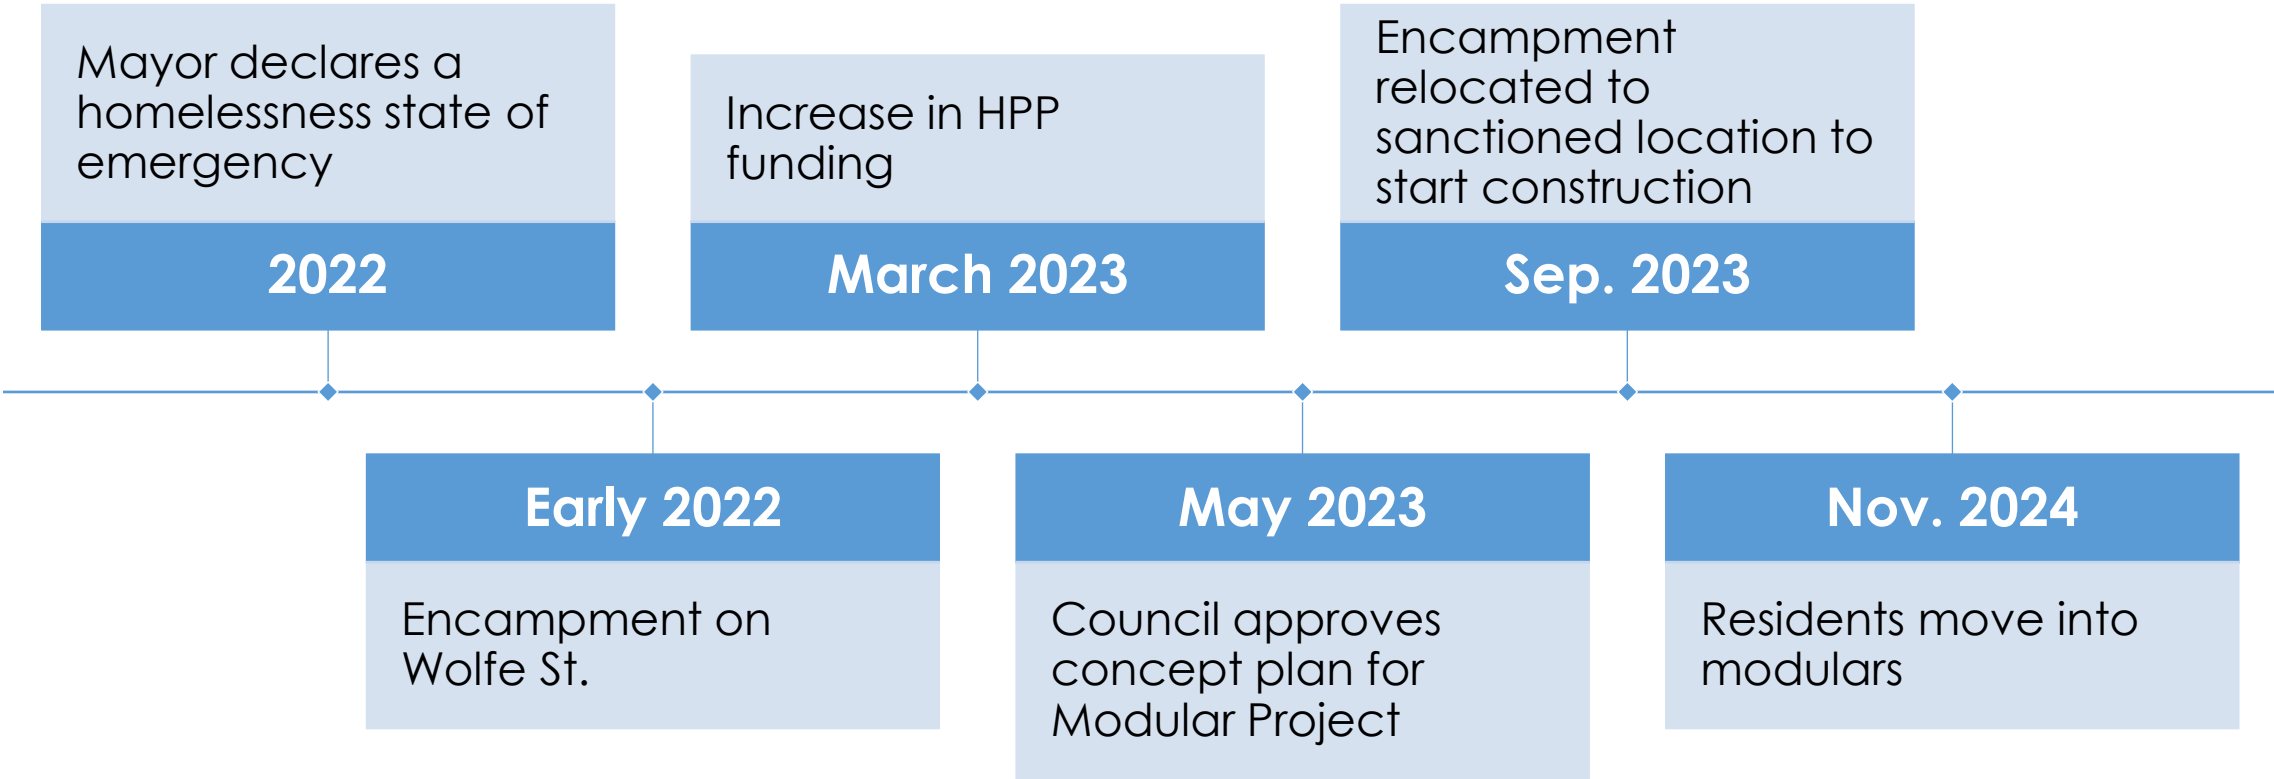 Mayor declares a
homelessness state of
emergency
2022
Early 2022
Encampment on
Wolfe St.
Increase in HPP
funding
March 2023
May 2023
Council approves
concept plan for
Modular Project
Encampment
relocated to
sanctioned location to
start construction
Sep. 2023
Nov. 2024
Residents move into
modulars